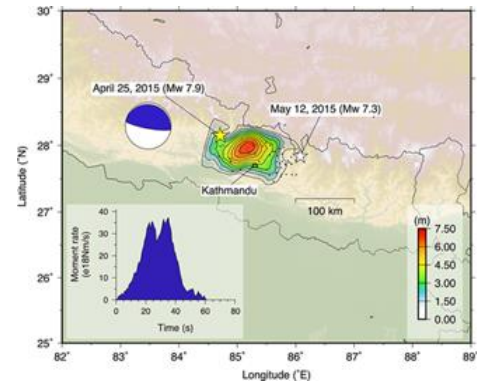 30°
29°
28°
27°
26°
25°
82° 83° 84° 85° 86° 87° 88° 89°
Latitude (°N)
Longitude (°E)
April 25, 2015 (Mw 7.9)
May 12, 2015 (Mw 7.3)
Kathmandu
100 km
Moment rate
(e18Nm/s)
40
30
20
10
0
0 20 40 60 80
Time (s)
(m)
7.50
6.00
4.50
3.00
1.50
0.00